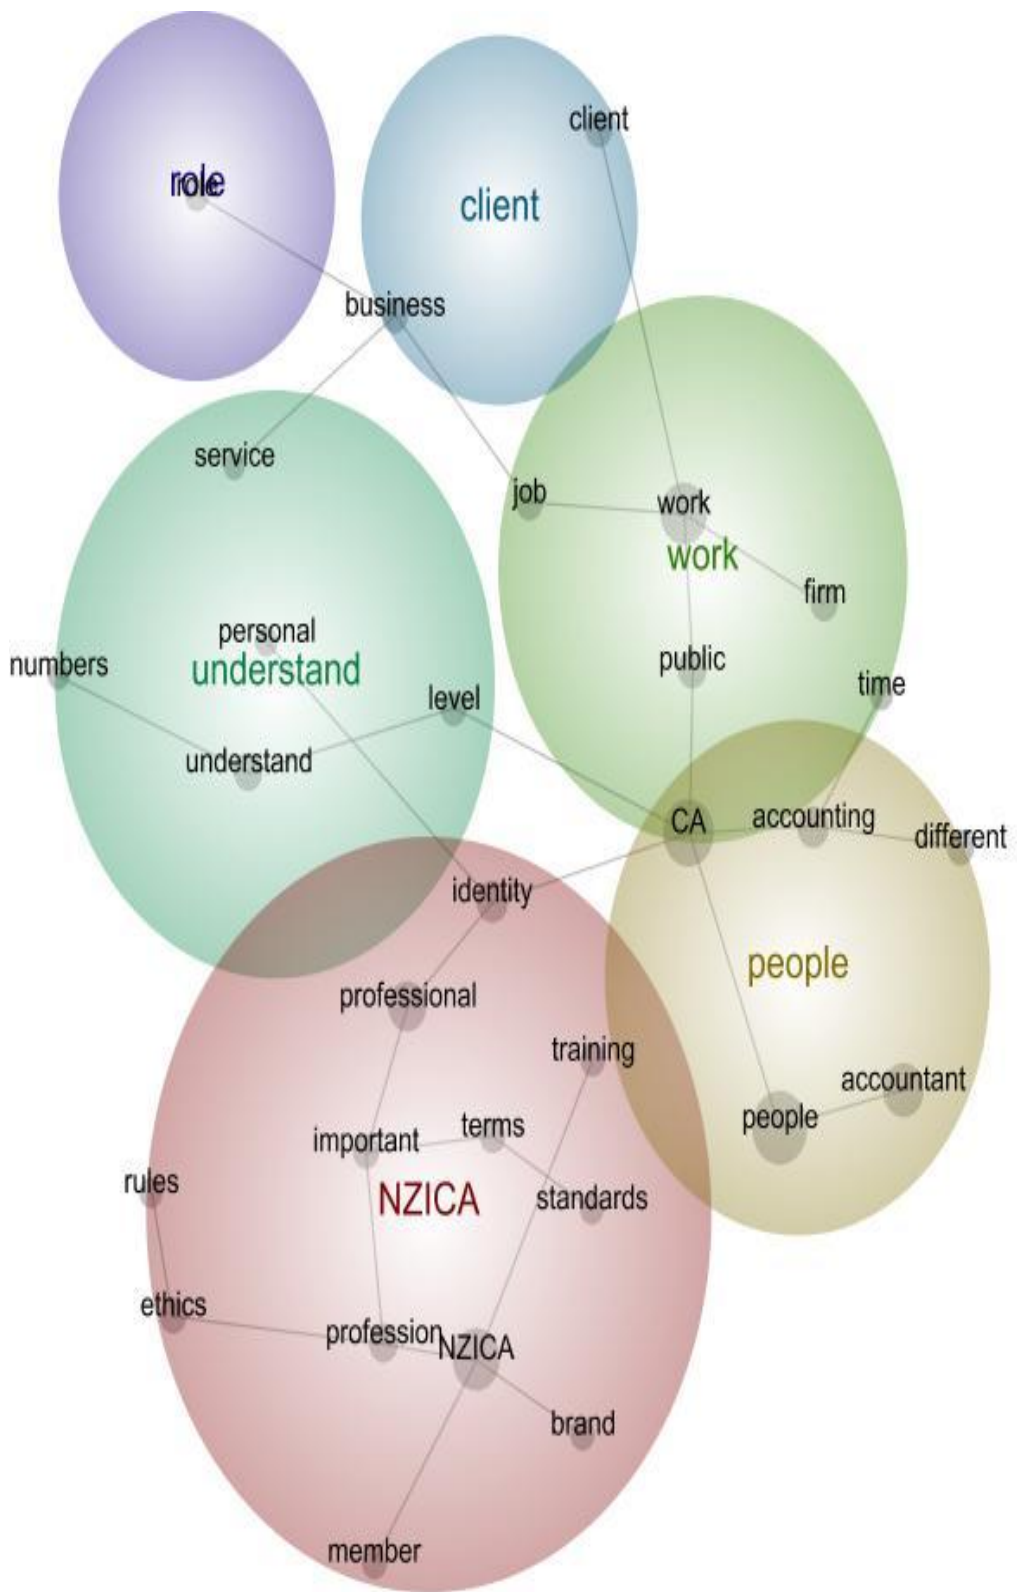 client
role
role
client
business
service
job
work
work
firm
personal
numbers
understand
public
level
time
understand
CA
accounting
different
identity
people
professional
training
accountant
people
terms
important
rules
NZICA
standards
ethics
profession
NZICA
brand
member